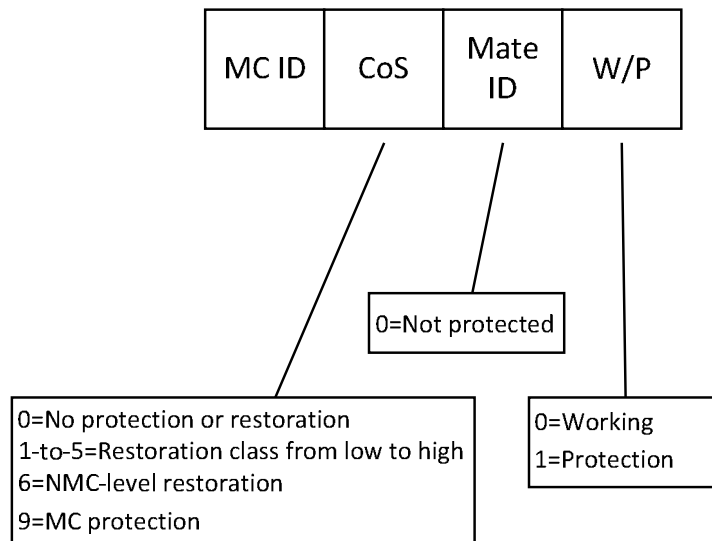 MC ID
CoS
Mate
ID
W/P
0=Not protected
0=No protection or restoration
1-to-5=Restoration class from low to high
6=NMC-level restoration
9=MC protection
0=Working
1=Protection